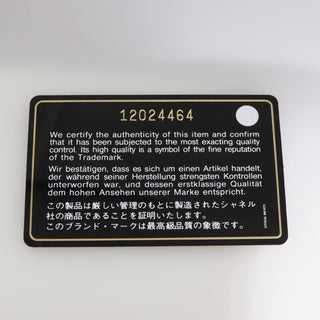 12024464
We certify the authenticity of this item and confirm
that it has been subjected to the most exacting quality
control. Its high quality is a symbol of the fine reputation
of the Trademark.
Wir bestätigen, dass es sich um einen Artikel handelt,
der während seiner Herstellung strengsten Kontrollen
unterworfen war, und dessen erstklassige Qualität
dem hohen Ansehen unserer Marke entspricht.
この製品は厳しい管理のもとに製造されたシャネル
社の商品であることを証明いたします。
このブランド・マークは最高級品質の象徴です。